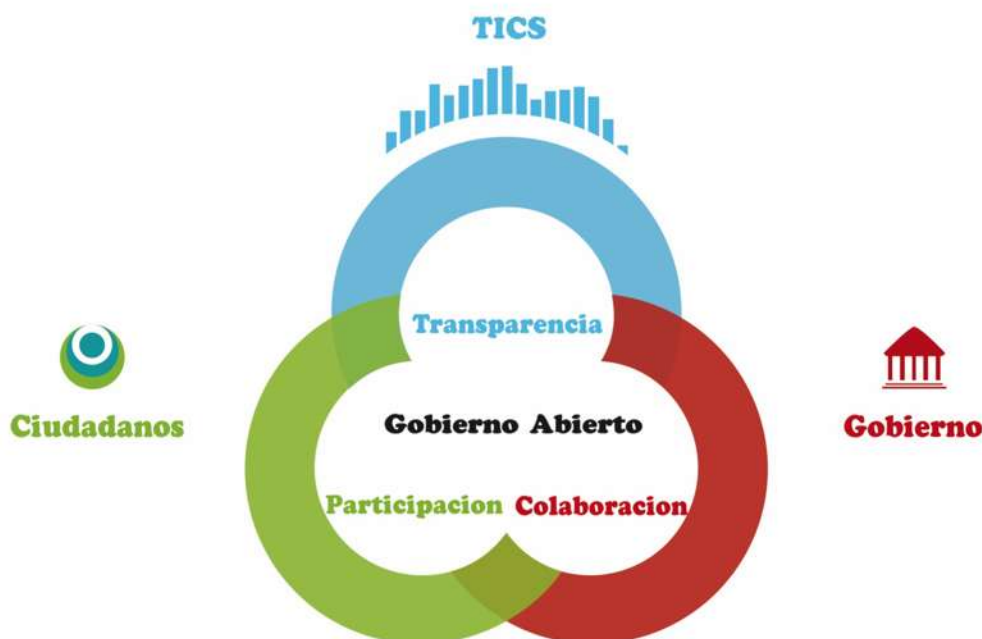 TICS
Transparencia
Ciudadanos
Gobierno Abierto
Gobierno
Participacion Colaboracion